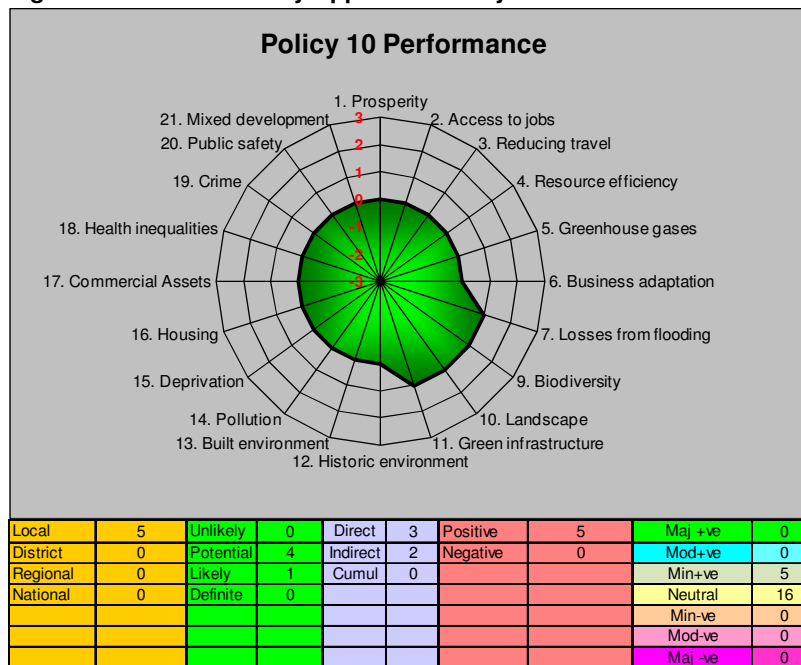 Policy 10 Performance
1. Prosperity
21. Mixed development
2. Access to jobs
20. Public safety
3. Reducing travel
19. Crime
4. Resource efficiency
18. Health inequalities
5. Greenhouse gases
17. Commercial Assets
6. Business adaptation
16. Housing
7. Losses from flooding
15. Deprivation
9. Biodiversity
14. Pollution
10. Landscape
13. Built environment
11. Green infrastructure
12. Historic environment
3
2
1
0
-1
-2
-3
Local 5 Unlikely 0 Direct 3 Positive 5 Maj +ve 0
District 0 Potential 4 Indirect 2 Negative 0 Mod+ve 0
Regional 0 Likely 1 Cumul 0 Min+ve 5
National 0 Definite 0 Neutral 16
Min-ve 0
Mod-ve 0
Maj -ve 0